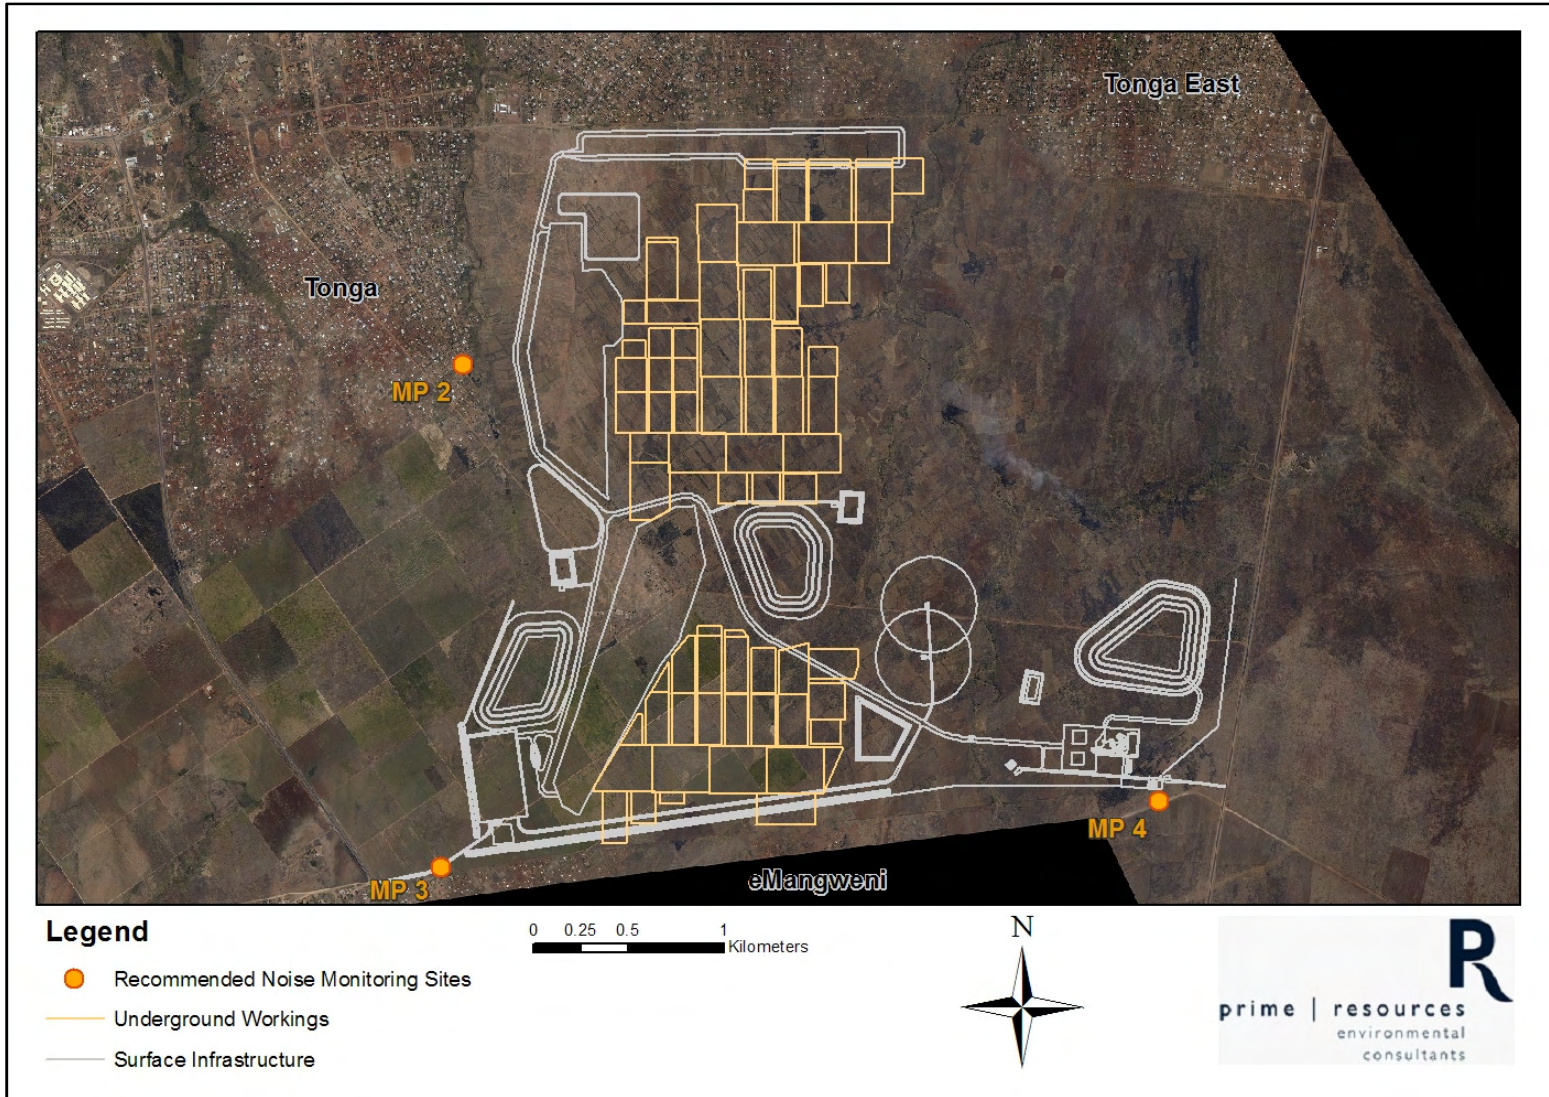 Tonga East
Tonga
MP 2
MP 4
eMangweni
MP 3
Legend
Recommended Noise Monitoring Sites
Underground Workings
Surface Infrastructure
0 0.25 0.5 1
Kilometers
N
R
prime | resources
environmental
consultants